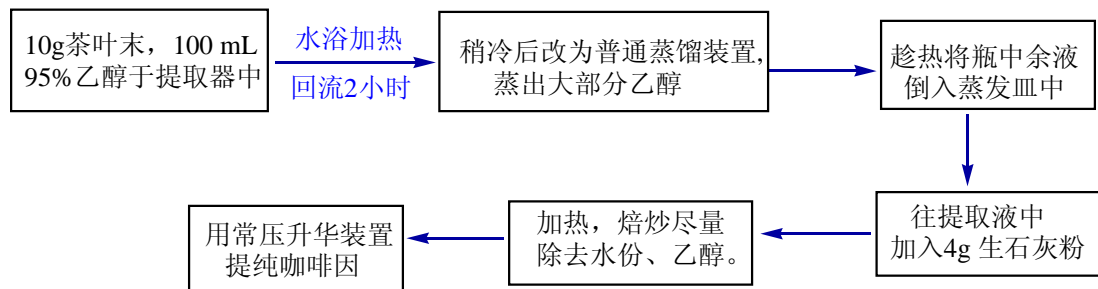 10g茶叶末，100 mL
95%乙醇于提取器中
水浴加热
回流2小时
稍冷后改为普通蒸馏装置,
蒸出大部分乙醇
趁热将瓶中余液
倒入蒸发皿中
往提取液中
加入4g 生石灰粉
加热，焙炒尽量
除去水份、乙醇。
用常压升华装置
提纯咖啡因